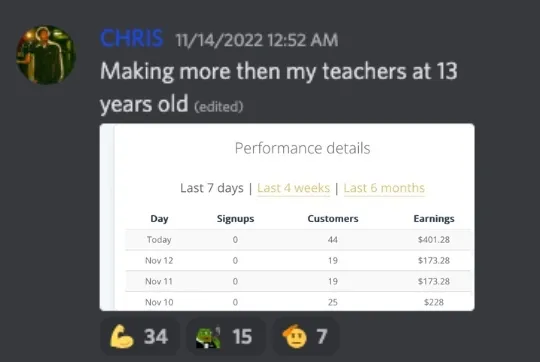 CHRIS 11/14/2022 12:52 AM
Making more then my teachers at 13
years old (edited)
Performance details
Last 7 days | Last 4 weeks | Last 6 months
Day Signups Customers Earnings
Today 0 44 $401.28
Nov 12 0 19 $173.28
Nov 11 0 19 $173.28
Nov 10 0 25 $228
34 15 7